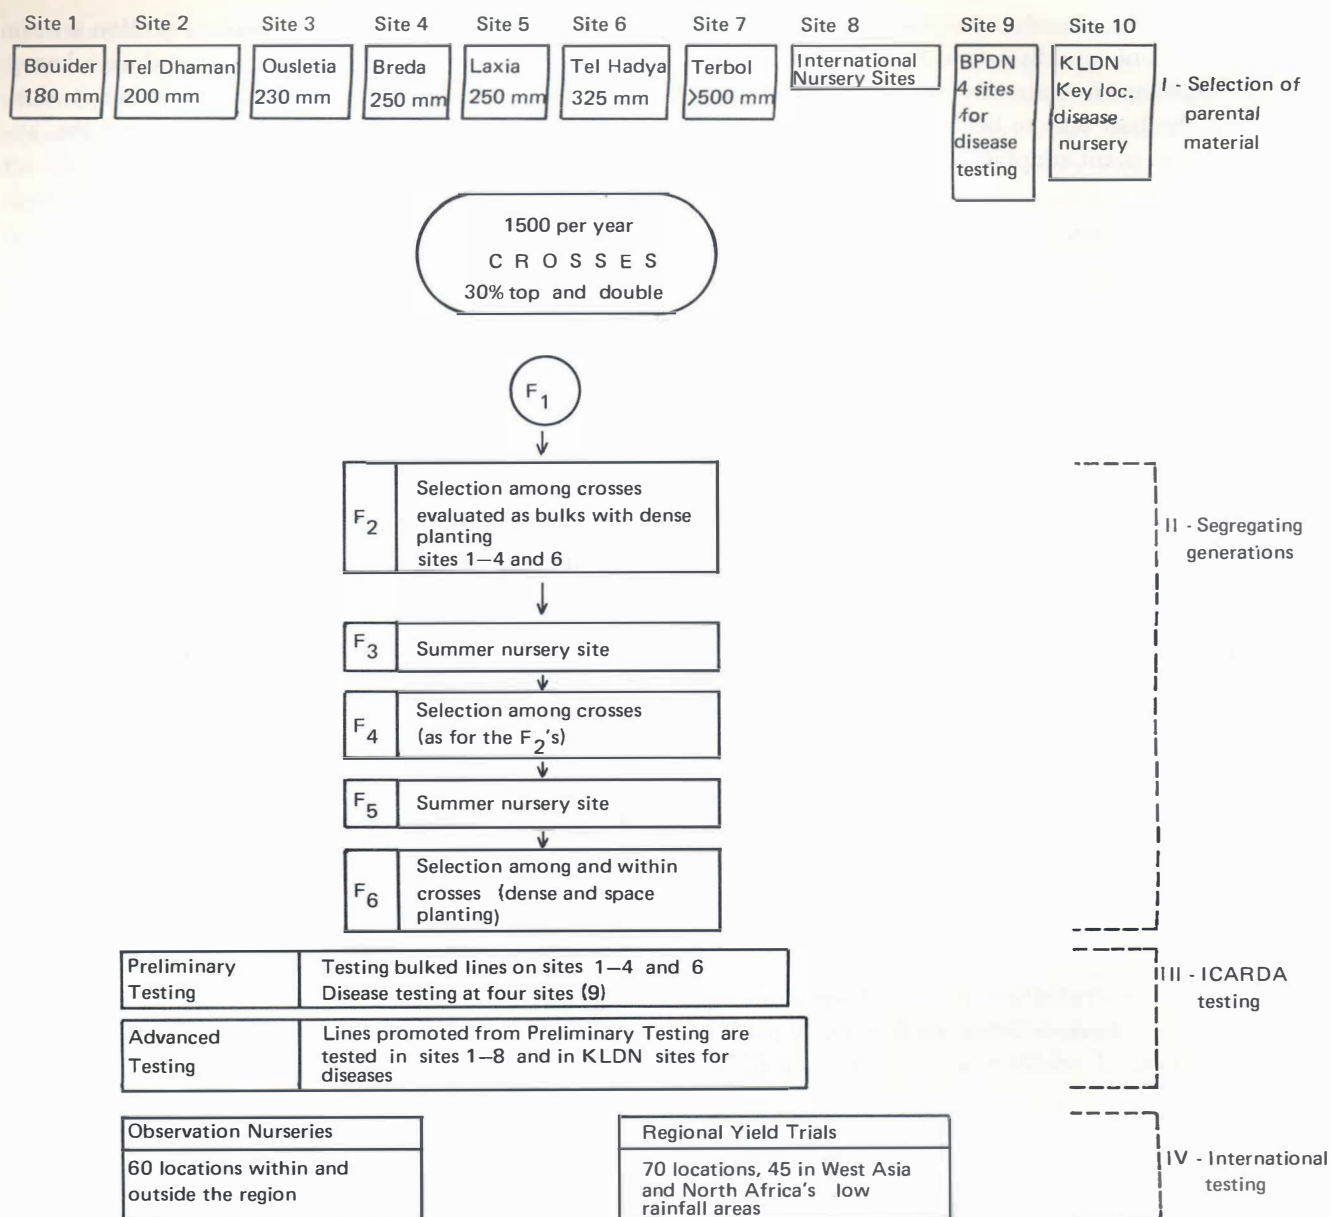 Site 1 Site 2 Site 3 Site 4 Site 5 Site 6 Site 7 Site 8 Site 9 Site 10
Bouider
180 mm
Tel Dhaman
200 mm
Ousletia
230 mm
Breda
250 mm
Laxia
250 mm
Tel Hadya
325 mm
Terbol
>500 mm
International
Nursery Sites
BPDN
4 sites
for
disease
testing
KLDN
Key loc.
disease
nursery
I - Selection of
parental
material
1500 per year
C R O S S E S
30% top and double
F1
F2
Selection among crosses
evaluated as bulks with dense
planting
sites 1–4 and 6
II - Segregating
generations
F3
Summer nursery site
F4
Selection among crosses
(as for the F2's)
F5
Summer nursery site
F6
Selection among and within
crosses (dense and space
planting)
Preliminary
Testing
Testing bulked lines on sites 1–4 and 6
Disease testing at four sites (9)
III - ICARDA
testing
Advanced
Testing
Lines promoted from Preliminary Testing are
tested in sites 1–8 and in KLDN sites for
diseases
Observation Nurseries
60 locations within and
outside the region
Regional Yield Trials
70 locations, 45 in West Asia
and North Africa's low
rainfall areas
IV - International
testing